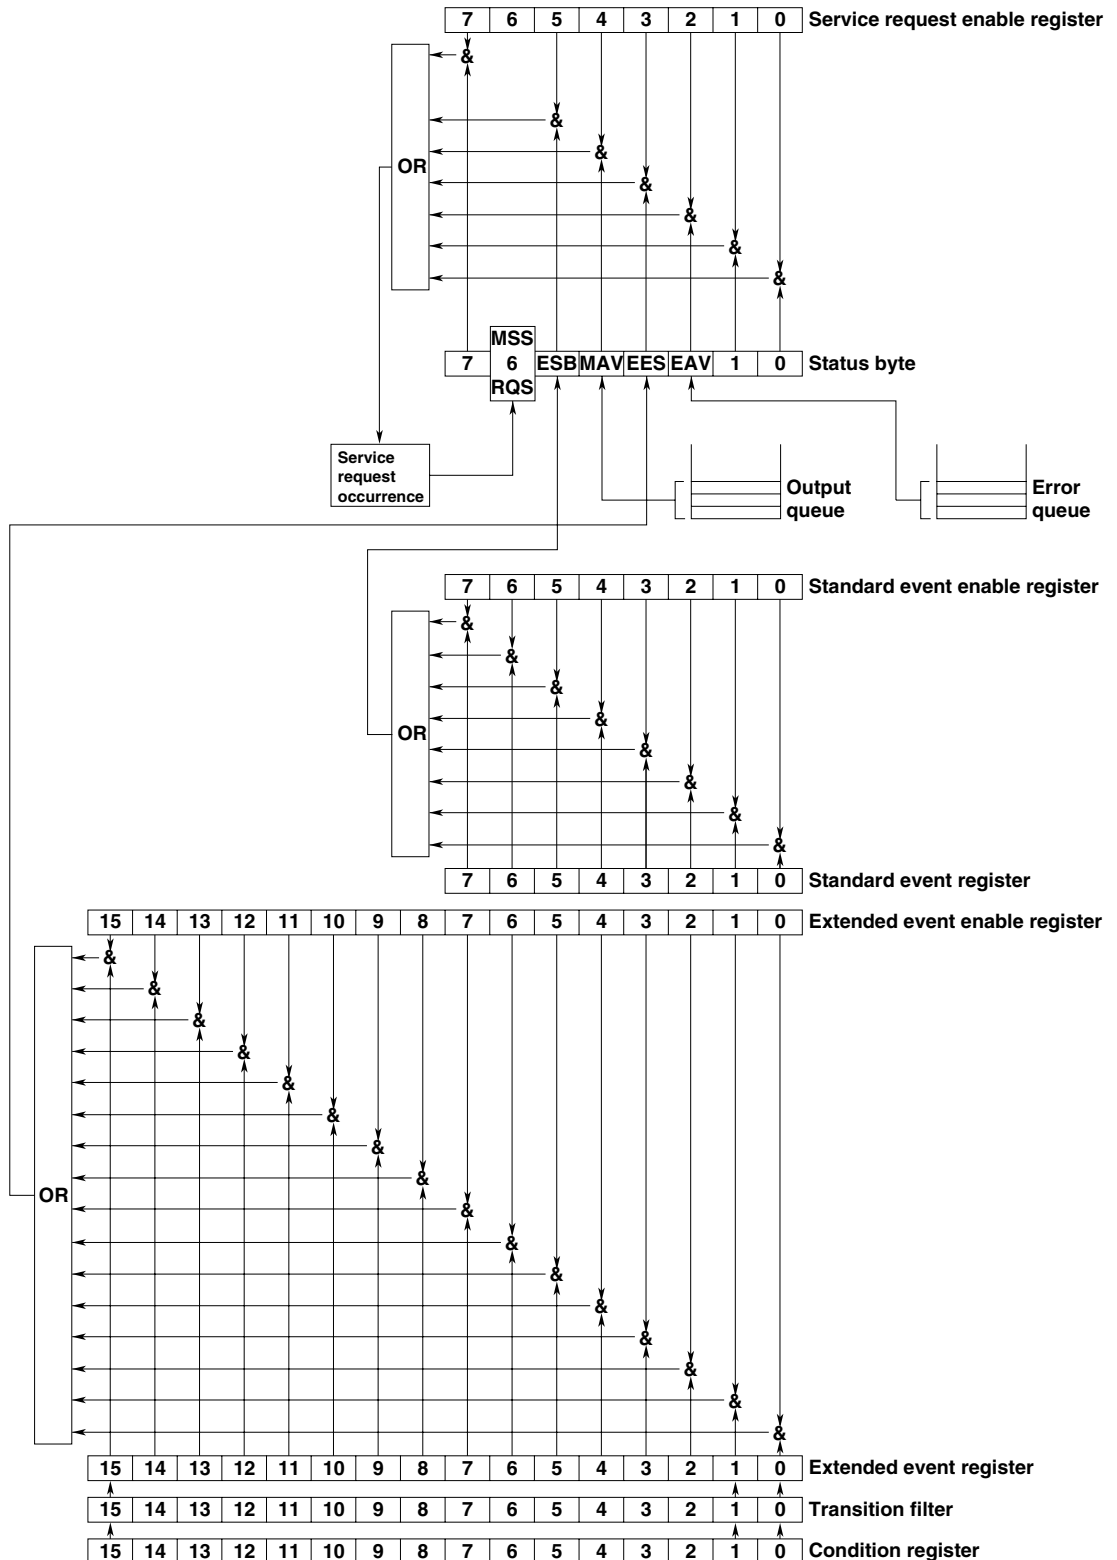 7 6 5 4 3 2 1 0 Service request enable register
&
&
&
OR
&
&
&
&
MSS
7 6 ESB MAV EES EAV 1 0 Status byte
RQS
Service
request
occurrence
Output
queue
Error
queue
7 6 5 4 3 2 1 0 Standard event enable register
&
&
&
&
OR
&
&
&
&
7 6 5 4 3 2 1 0 Standard event register
15 14 13 12 11 10 9 8 7 6 5 4 3 2 1 0 Extended event enable register
&
&
&
&
&
&
&
&
OR
&
&
&
&
&
&
&
&
15 14 13 12 11 10 9 8 7 6 5 4 3 2 1 0 Extended event register
15 14 13 12 11 10 9 8 7 6 5 4 3 2 1 0 Transition filter
15 14 13 12 11 10 9 8 7 6 5 4 3 2 1 0 Condition register